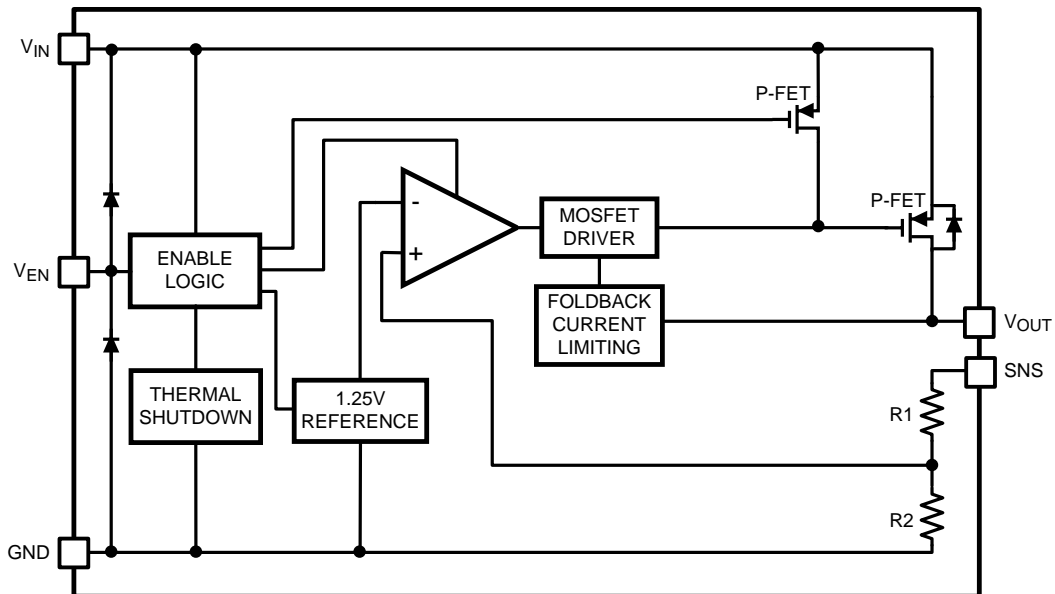 VIN
P-FET
P-FET
-
+
MOSFET
DRIVER
ENABLE
LOGIC
VEN
FOLDBACK
CURRENT
LIMITING
VOUT
SNS
THERMAL
SHUTDOWN
1.25V
REFERENCE
R1
R2
GND